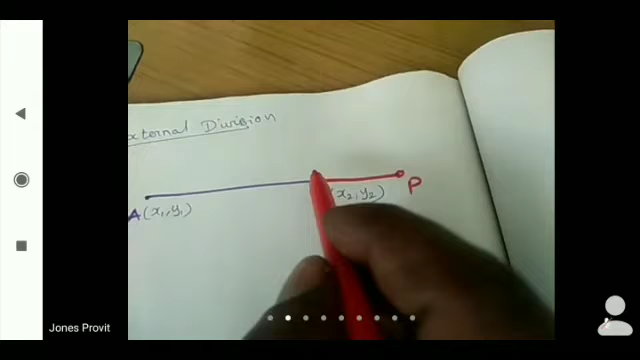 xternal Division
P
A(x₁,y₁)
(x₂,y₂)
Jones Provit